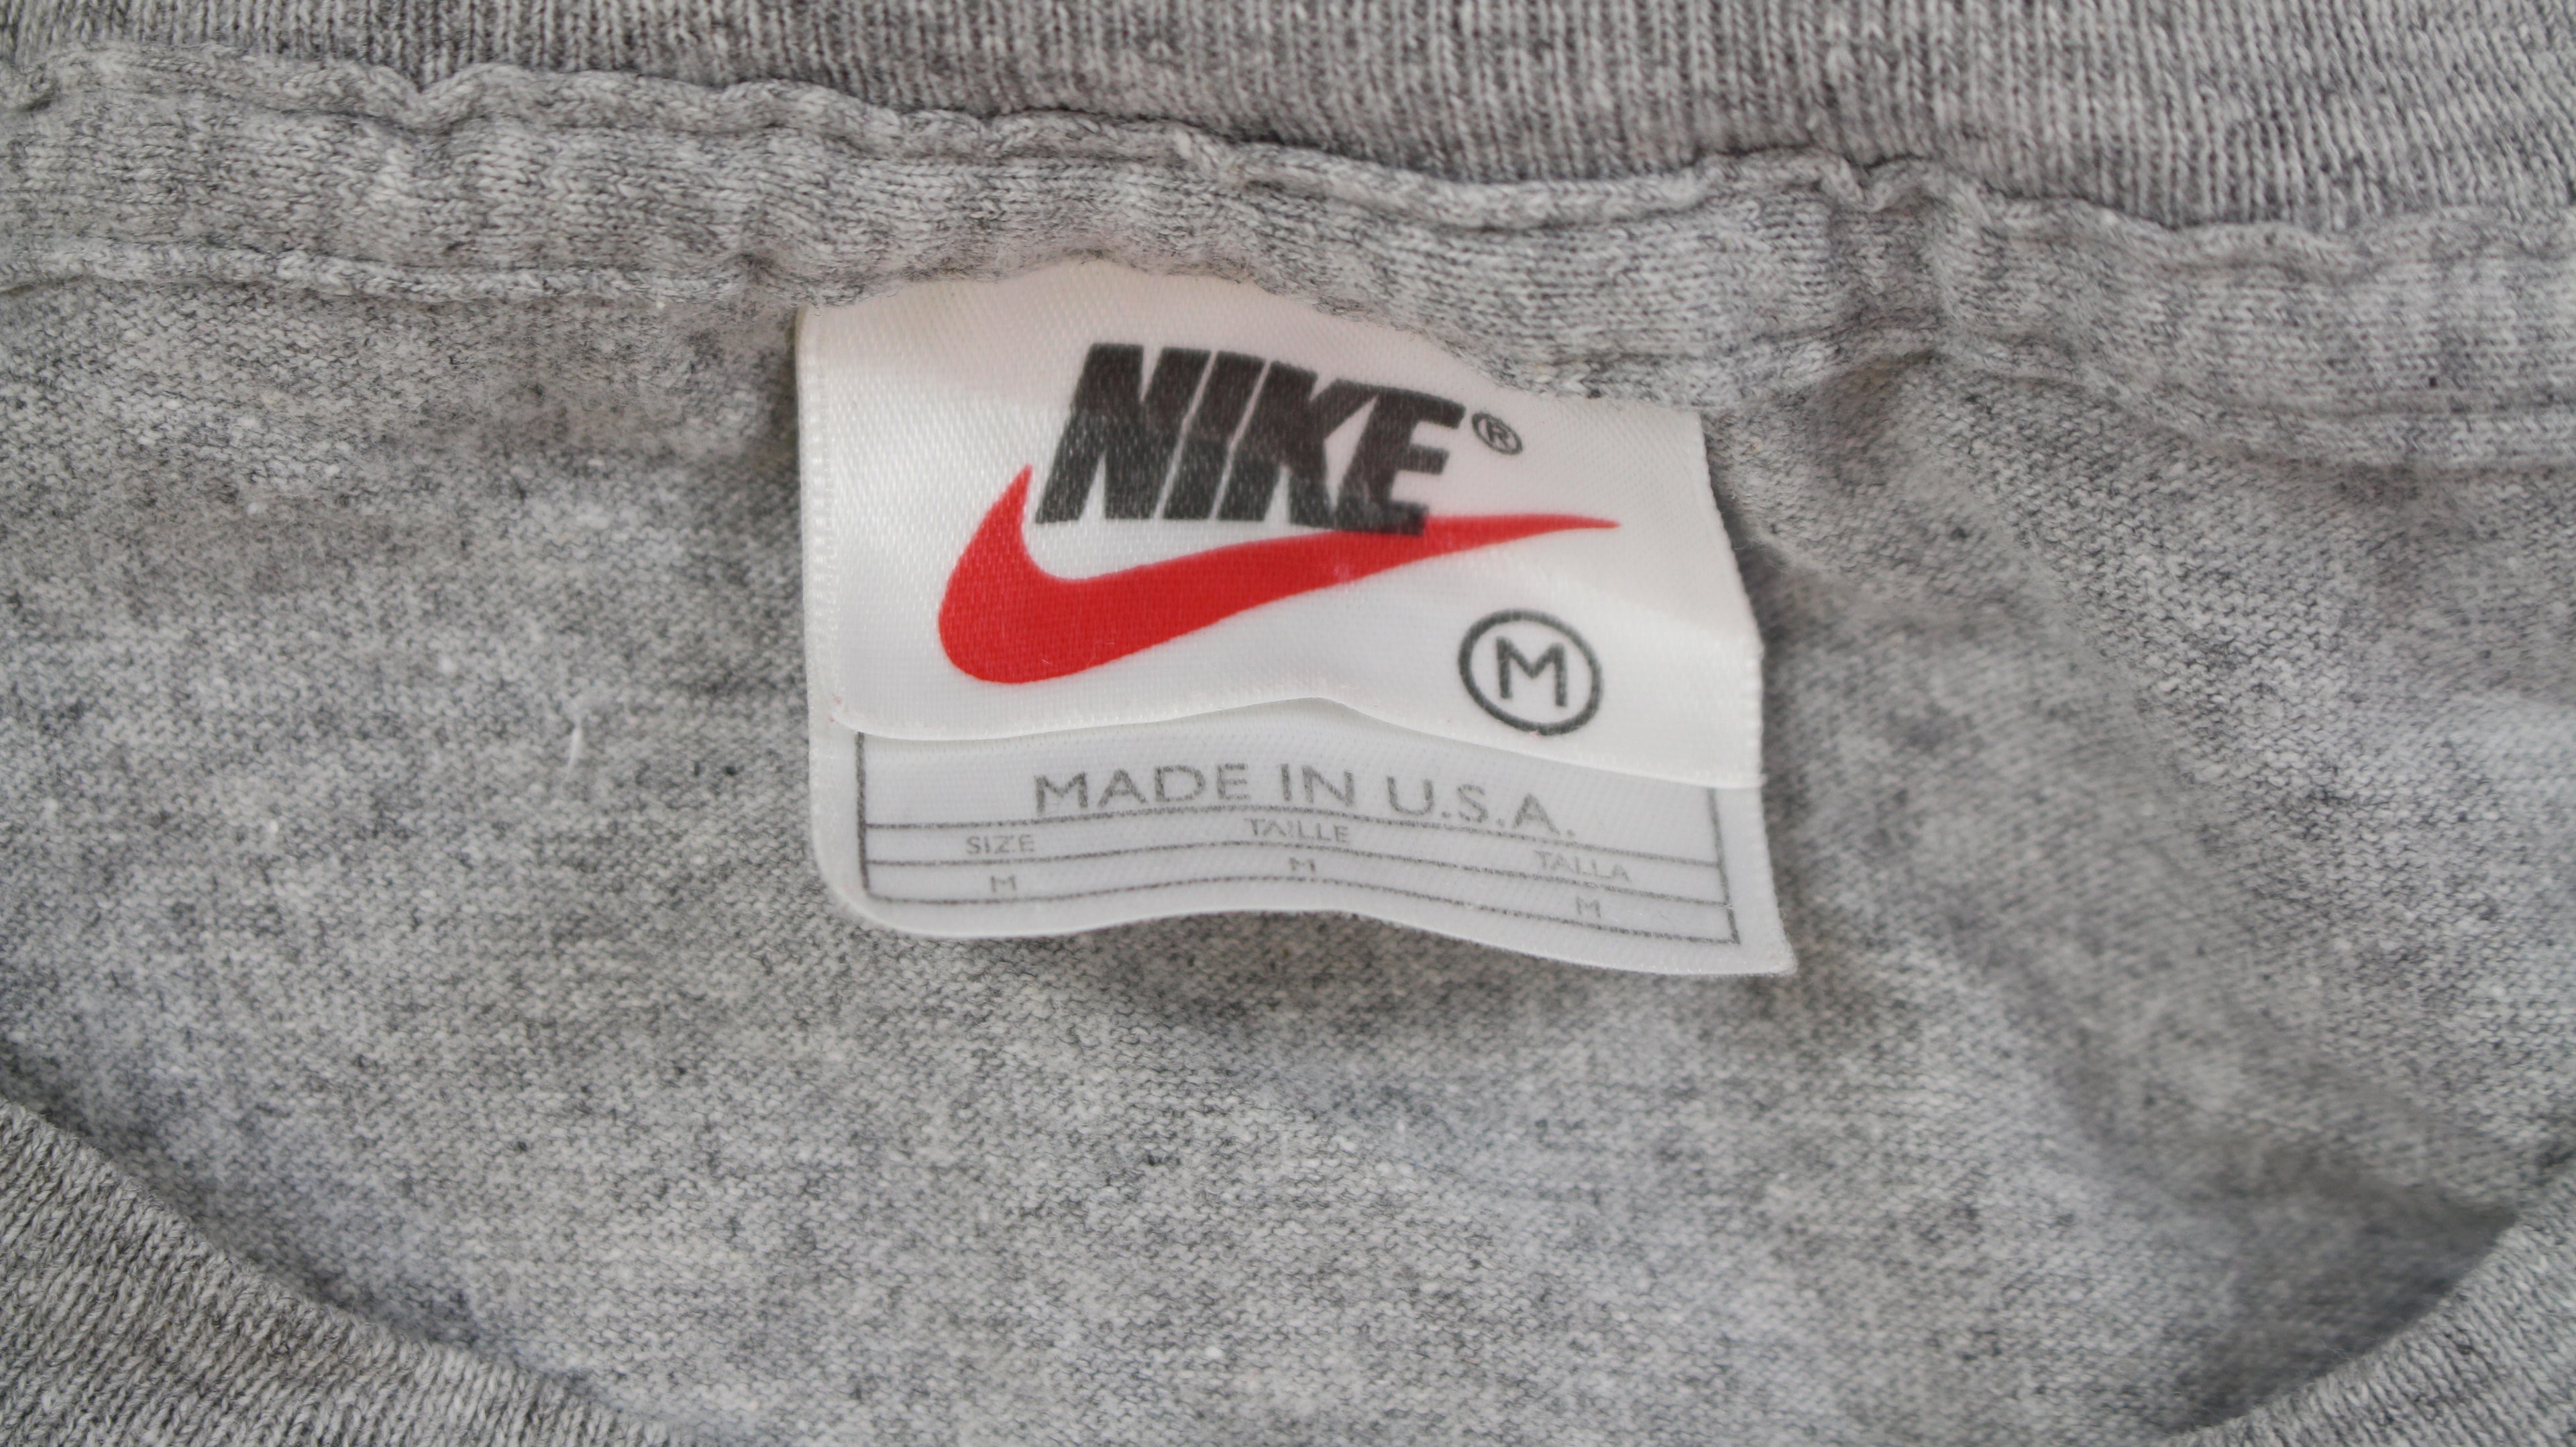 NIKE®
M
MADE IN U.S.A.
SIZE TAILLE TALLA
M M M